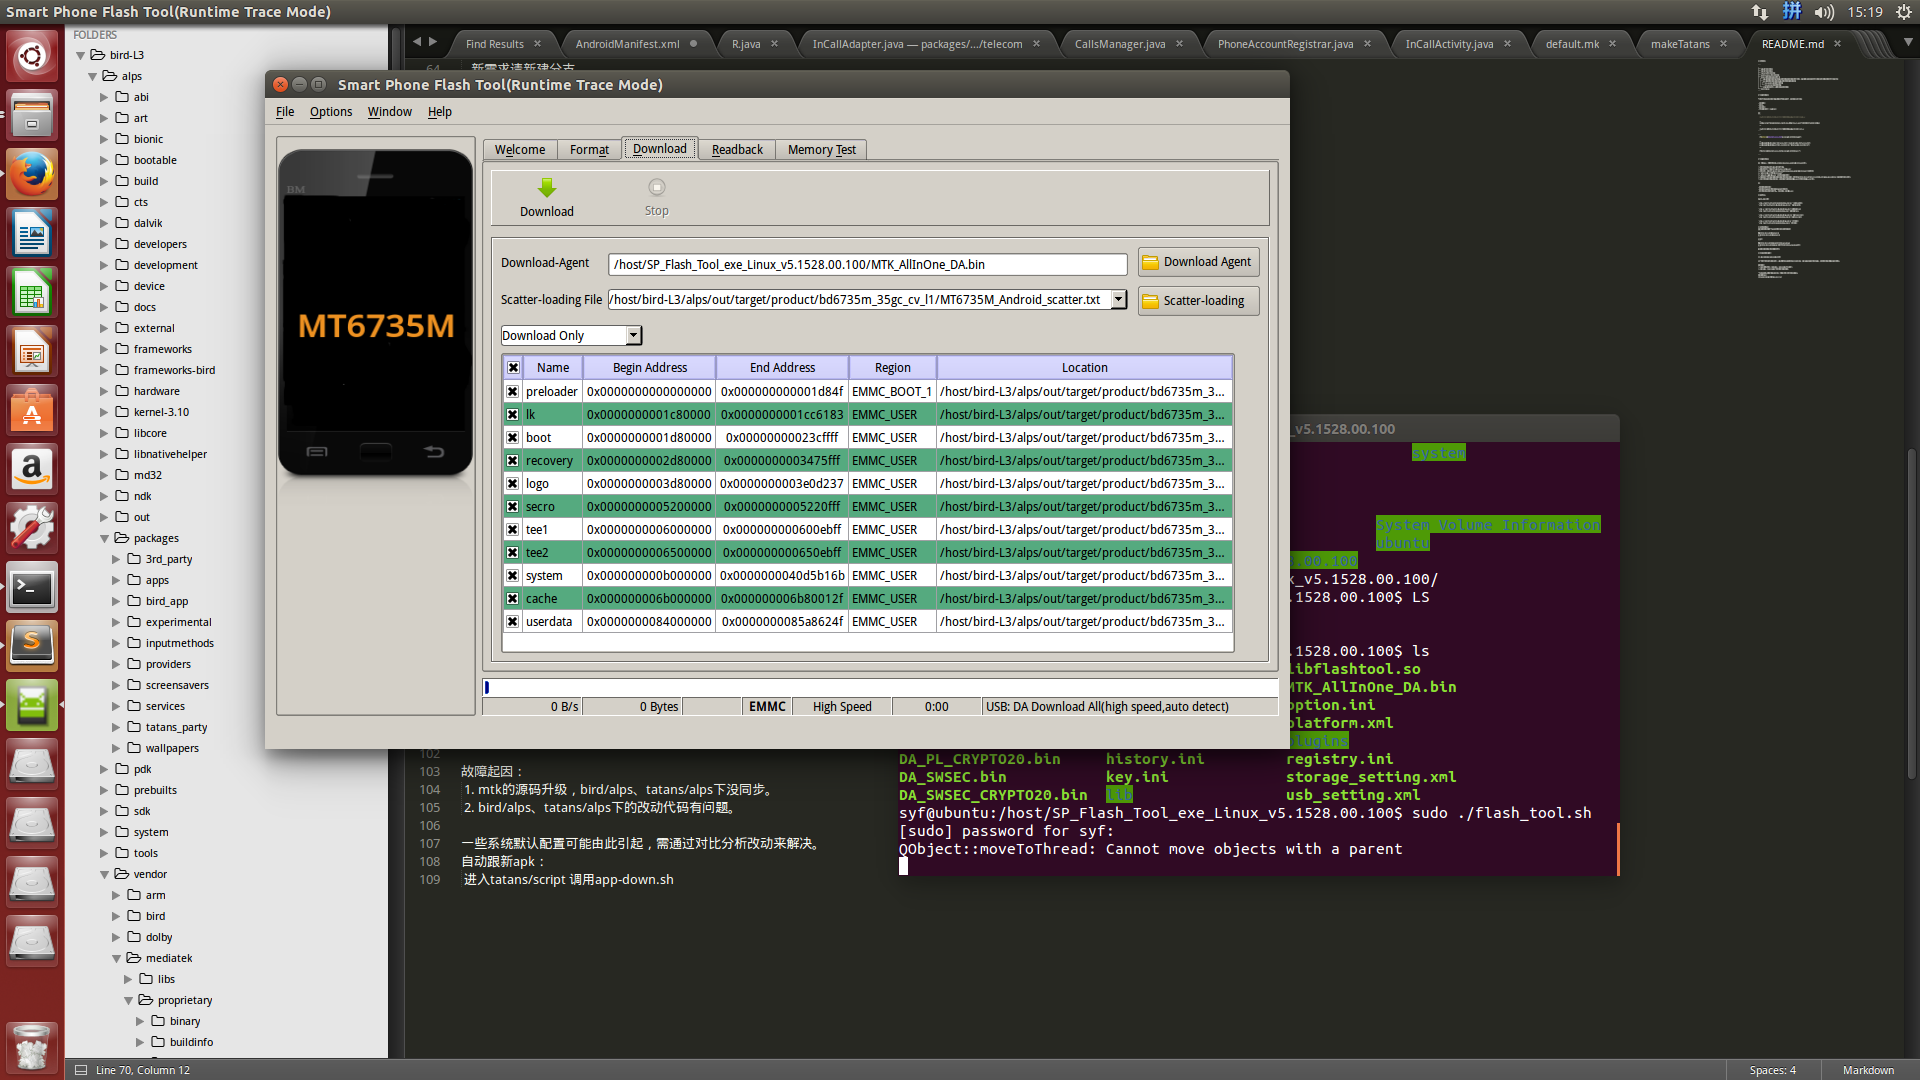 Smart Phone Flash Tool(Runtime Trace Mode)
拼
15:19
FOLDERS
bird-L3
alps
abi
art
bionic
bootable
build
cts
dalvik
developers
development
device
docs
external
frameworks
frameworks-bird
hardware
kernel-3.10
libcore
libnativehelper
md32
ndk
out
packages
3rd_party
apps
bird_app
experimental
inputmethods
providers
screensavers
services
tatans_party
wallpapers
pdk
prebuilts
sdk
system
tools
vendor
arm
bird
dolby
mediatek
libs
proprietary
binary
buildinfo
Find Results
AndroidManifest.xml
R.java
InCallAdapter.java — packages/.../telecom
CallsManager.java
PhoneAccountRegistrar.java
InCallActivity.java
default.mk
makeTatans
README.md
Smart Phone Flash Tool(Runtime Trace Mode)
File Options Window Help
BM
MT6735M
Welcome Format Download Readback Memory Test
Download Stop
Download-Agent /host/SP_Flash_Tool_exe_Linux_v5.1528.00.100/MTK_AllInOne_DA.bin Download Agent
Scatter-loading File /host/bird-L3/alps/out/target/product/bd6735m_35gc_cv_l1/MT6735M_Android_scatter.txt Scatter-loading
Download Only
Name Begin Address End Address Region Location
preloader 0x0000000000000000 0x000000000001d84f EMMC_BOOT_1 /host/bird-L3/alps/out/target/product/bd6735m_3...
lk 0x0000000001c80000 0x0000000001cc6183 EMMC_USER /host/bird-L3/alps/out/target/product/bd6735m_3...
boot 0x0000000001d80000 0x00000000023cffff EMMC_USER /host/bird-L3/alps/out/target/product/bd6735m_3...
recovery 0x0000000002d80000 0x0000000003475fff EMMC_USER /host/bird-L3/alps/out/target/product/bd6735m_3...
logo 0x0000000003d80000 0x0000000003e0d237 EMMC_USER /host/bird-L3/alps/out/target/product/bd6735m_3...
secro 0x0000000005200000 0x0000000005220fff EMMC_USER /host/bird-L3/alps/out/target/product/bd6735m_3...
tee1 0x0000000006000000 0x000000000600ebff EMMC_USER /host/bird-L3/alps/out/target/product/bd6735m_3...
tee2 0x0000000006500000 0x000000000650ebff EMMC_USER /host/bird-L3/alps/out/target/product/bd6735m_3...
system 0x000000000b000000 0x0000000040d5b16b EMMC_USER /host/bird-L3/alps/out/target/product/bd6735m_3...
cache 0x000000006b000000 0x000000006b80012f EMMC_USER /host/bird-L3/alps/out/target/product/bd6735m_3...
userdata 0x0000000084000000 0x0000000085a8624f EMMC_USER /host/bird-L3/alps/out/target/product/bd6735m_3...
0 B/s 0 Bytes EMMC High Speed 0:00 USB: DA Download All(high speed,auto detect)
_v5.1528.00.100
system
System Volume Information
ubuntu
.00.100
_v5.1528.00.100/
.1528.00.100$ LS
.1528.00.100$ ls
libflashtool.so
MTK_AllInOne_DA.bin
option.ini
platform.xml
plugins
DA_PL_CRYPTO20.bin history.ini registry.ini
DA_SWSEC.bin key.ini storage_setting.xml
DA_SWSEC_CRYPTO20.bin lib usb_setting.xml
syf@ubuntu:/host/SP_Flash_Tool_exe_Linux_v5.1528.00.100$ sudo ./flash_tool.sh
[sudo] password for syf:
QObject::moveToThread: Cannot move objects with a parent
102
103 故障起因：
104 1. mtk的源码升级，bird/alps、tatans/alps下没同步。
105 2. bird/alps、tatans/alps下的改动代码有问题。
106
107 一些系统默认配置可能由此引起，需通过对比分析改动来解决。
108 自动跟新apk：
109 进入tatans/script 调用app-down.sh
Line 70, Column 12
Spaces: 4
Markdown